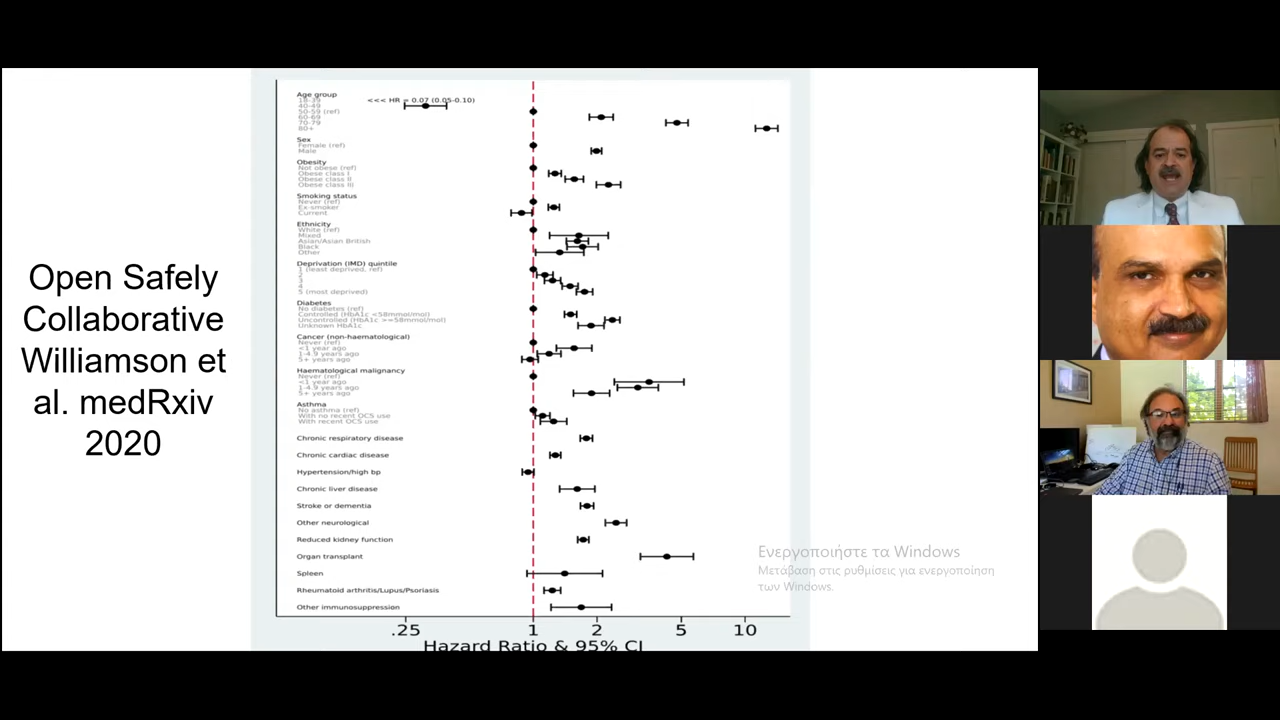 Open Safely
Collaborative
Williamson et
al. medRxiv
2020
Age group
18-39
<<< HR = 0.07 (0.05-0.10)
40-49
50-59 (ref)
60-69
70-79
80+
Sex
Female (ref)
Male
Obesity
Not obese (ref)
Obese class I
Obese class II
Obese class III
Smoking status
Never (ref)
Ex-smoker
Current
Ethnicity
White (ref)
Mixed
Asian/Asian British
Black
Other
Deprivation (IMD) quintile
1 (least deprived, ref)
2
3
4
5 (most deprived)
Diabetes
No diabetes (ref)
Controlled (HbA1c <58mmol/mol)
Uncontrolled (HbA1c >=58mmol/mol)
Unknown HbA1c
Cancer (non-haematological)
Never (ref)
<1 year ago
1-4.9 years ago
5+ years ago
Haematological malignancy
Never (ref)
<1 year ago
1-4.9 years ago
5+ years ago
Asthma
No asthma (ref)
With no recent OCS use
With recent OCS use
Chronic respiratory disease
Chronic cardiac disease
Hypertension/high bp
Chronic liver disease
Stroke or dementia
Other neurological
Reduced kidney function
Organ transplant
Spleen
Rheumatoid arthritis/Lupus/Psoriasis
Other immunosuppression
.25 1 2 5 10
Hazard Ratio & 95% CI
Ενεργοποιήστε τα Windows
Μετάβαση στις ρυθμίσεις για ενεργοποίηση
των Windows.